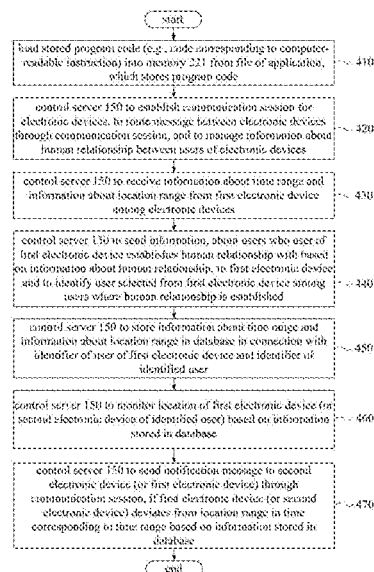 start
load stored program code (e.g., code corresponding to computer-
readable instruction) into memory 221 from file of application,
which stores program code
410
control server 150 to establish communication session for
electronic devices, to route message between electronic devices
through communication session, and to manage information about
human relationship between users of electronic devices
420
control server 150 to receive information about time range and
information about location range from first electronic device
among electronic devices
430
control server 150 to send information, about users who user of
first electronic device establishes human relationship with based
on information about human relationship, to first electronic device
and to identify user selected from first electronic device among
users where human relationship is established
440
control server 150 to store information about time range and
information about location range in database in connection with
identifier of user of first electronic device and identifier of
identified user
450
control server 150 to monitor location of first electronic device (or
second electronic device of identified user) based on information
stored in database
460
control server 150 to send notification message to second
electronic device (or first electronic device) through
communication session, if first electronic device (or second
electronic device) deviates from location range in time
corresponding to time range based on information stored in
database
470
end